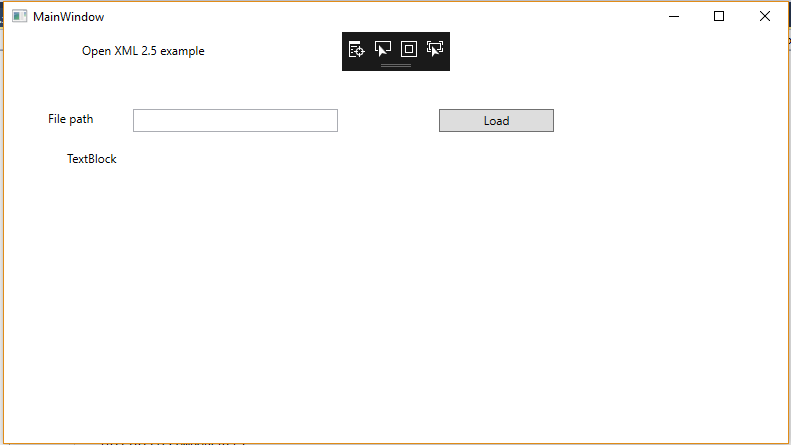 MainWindow
Open XML 2.5 example
File path
Load
TextBlock